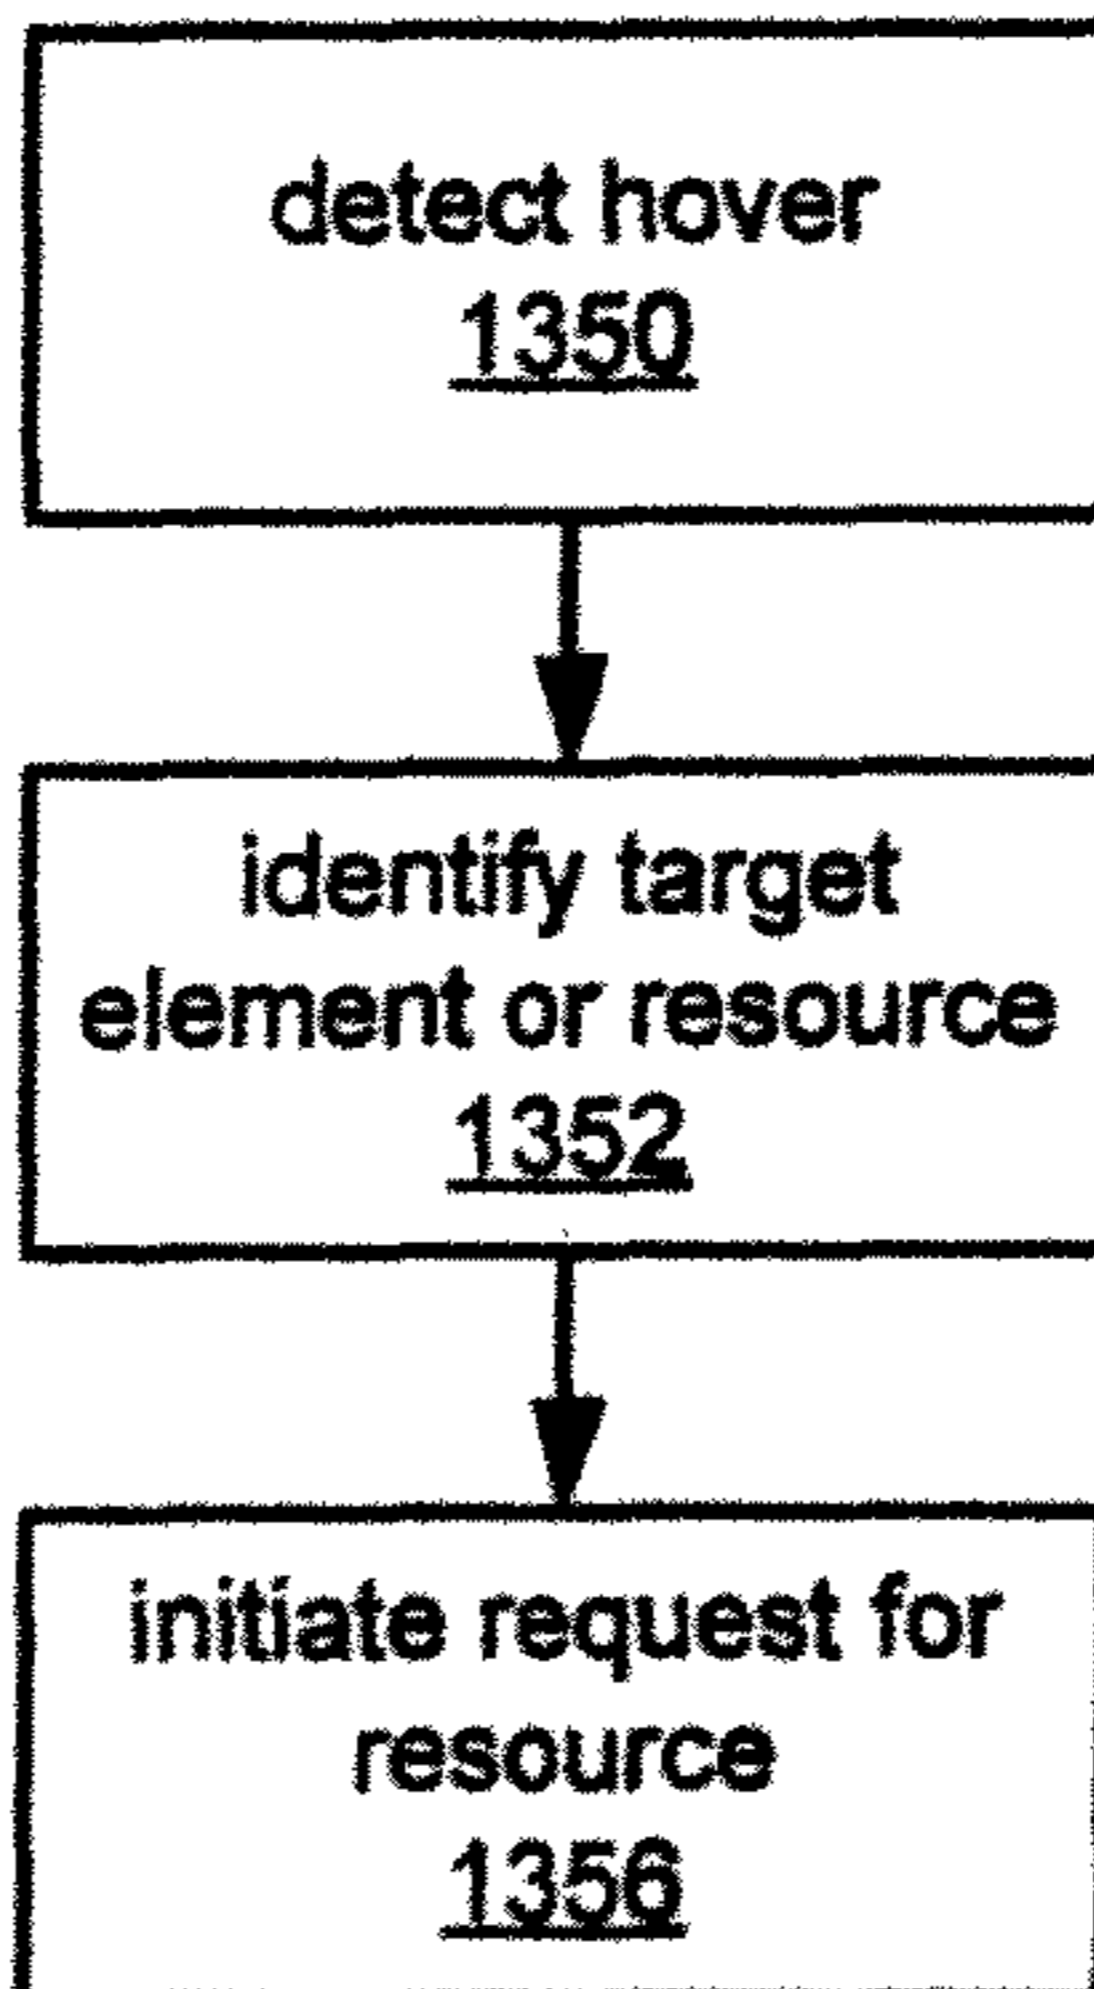 detect hover
1350
identify target
element or resource
1352
initiate request for
resource
1356